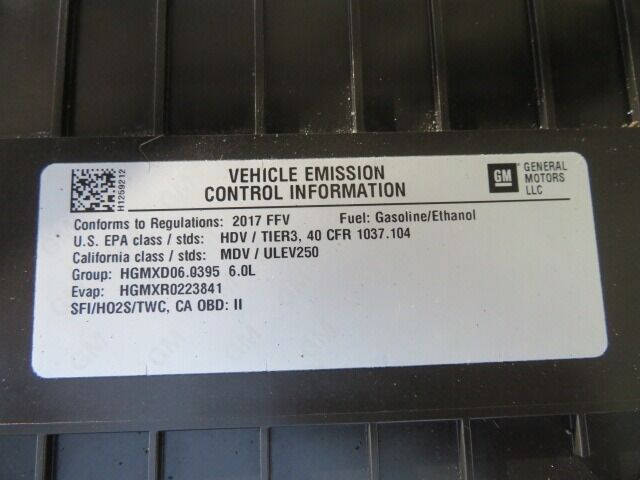 H1259212
VEHICLE EMISSION
CONTROL INFORMATION
GM
GENERAL
MOTORS
LLC
Conforms to Regulations: 2017 FFV Fuel: Gasoline/Ethanol
U.S. EPA class / stds: HDV / TIER3, 40 CFR 1037.104
California class / stds: MDV / ULEV250
Group: HGMXD06.0395 6.0L
Evap: HGMXR0223841
SFI/HO2S/TWC, CA OBD: II